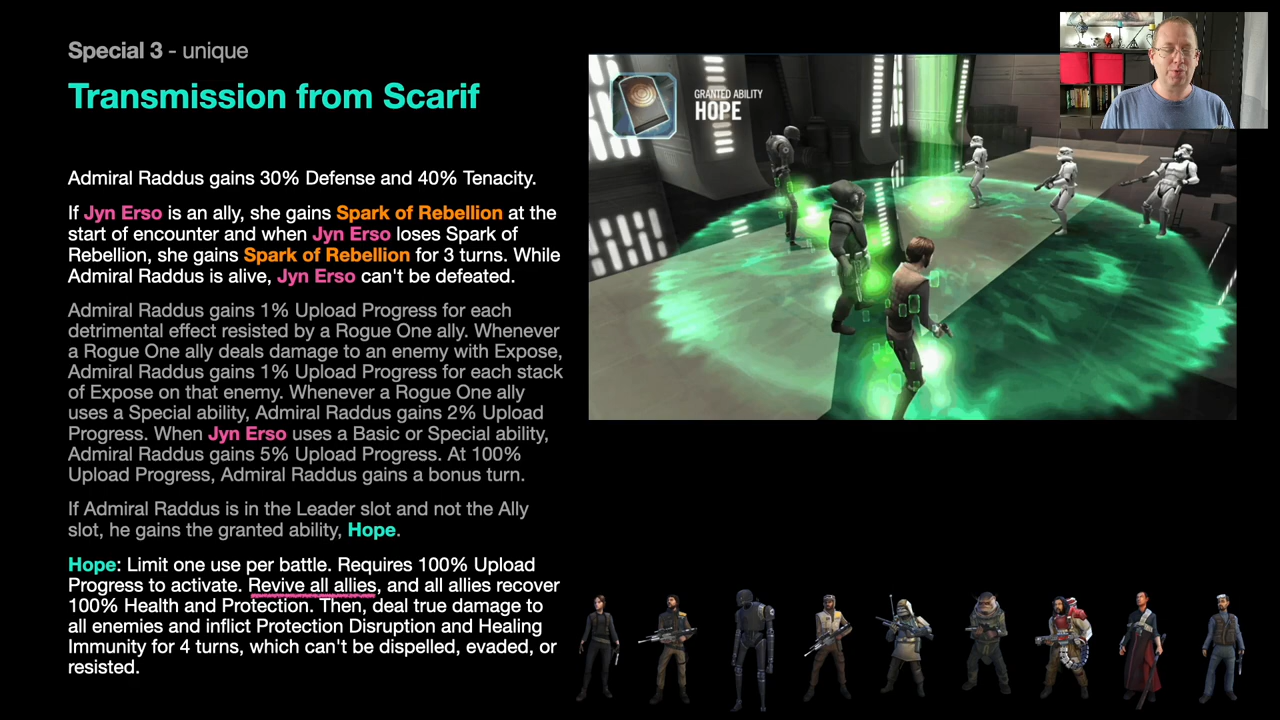 Special 3 - unique
Transmission from Scarif
Admiral Raddus gains 30% Defense and 40% Tenacity.
If Jyn Erso is an ally, she gains Spark of Rebellion at the
start of encounter and when Jyn Erso loses Spark of
Rebellion, she gains Spark of Rebellion for 3 turns. While
Admiral Raddus is alive, Jyn Erso can't be defeated.
Admiral Raddus gains 1% Upload Progress for each
detrimental effect resisted by a Rogue One ally. Whenever
a Rogue One ally deals damage to an enemy with Expose,
Admiral Raddus gains 1% Upload Progress for each stack
of Expose on that enemy. Whenever a Rogue One ally
uses a Special ability, Admiral Raddus gains 2% Upload
Progress. When Jyn Erso uses a Basic or Special ability,
Admiral Raddus gains 5% Upload Progress. At 100%
Upload Progress, Admiral Raddus gains a bonus turn.
If Admiral Raddus is in the Leader slot and not the Ally
slot, he gains the granted ability, Hope.
Hope: Limit one use per battle. Requires 100% Upload
Progress to activate. Revive all allies, and all allies recover
100% Health and Protection. Then, deal true damage to
all enemies and inflict Protection Disruption and Healing
Immunity for 4 turns, which can't be dispelled, evaded, or
resisted.
GRANTED ABILITY
HOPE